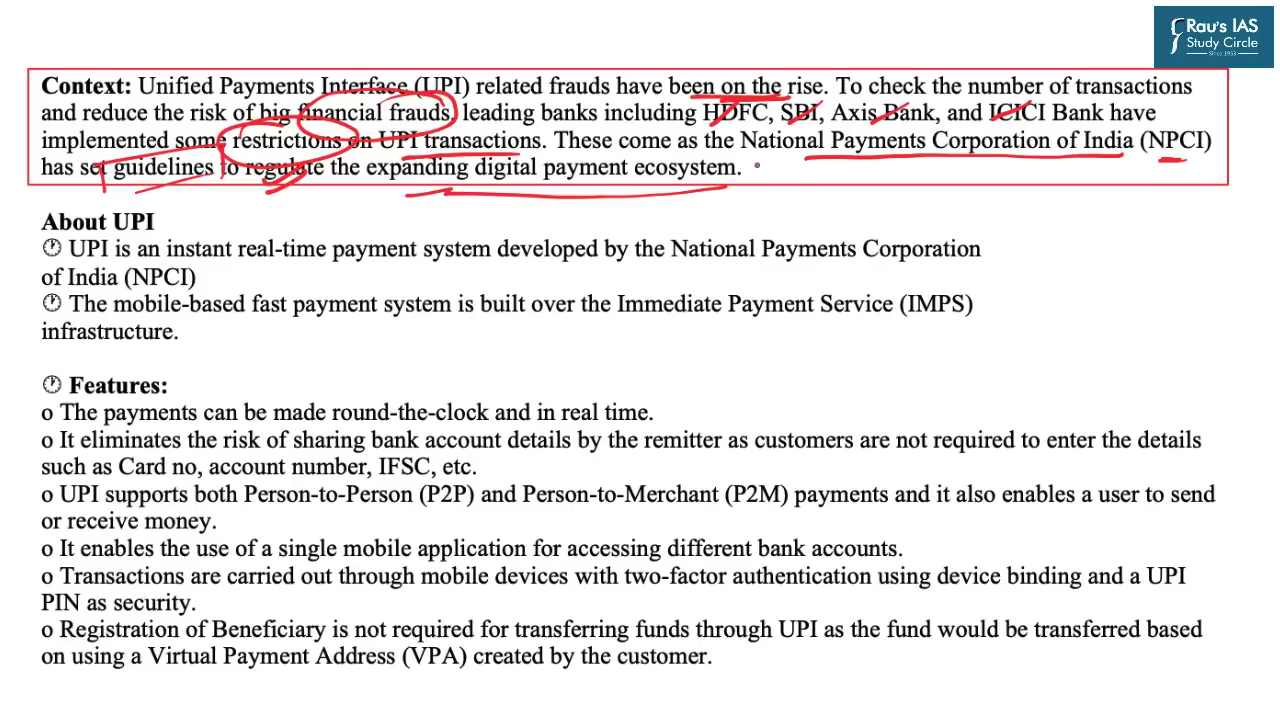 Rau's IAS
Study Circle
Since 1953
Context: Unified Payments Interface (UPI) related frauds have been on the rise. To check the number of transactions
and reduce the risk of big financial frauds, leading banks including HDFC, SBI, Axis Bank, and ICICI Bank have
implemented some restrictions on UPI transactions. These come as the National Payments Corporation of India (NPCI)
has set guidelines to regulate the expanding digital payment ecosystem.
About UPI
🕐 UPI is an instant real-time payment system developed by the National Payments Corporation
of India (NPCI)
🕐 The mobile-based fast payment system is built over the Immediate Payment Service (IMPS)
infrastructure.
🕐 Features:
o The payments can be made round-the-clock and in real time.
o It eliminates the risk of sharing bank account details by the remitter as customers are not required to enter the details
such as Card no, account number, IFSC, etc.
o UPI supports both Person-to-Person (P2P) and Person-to-Merchant (P2M) payments and it also enables a user to send
or receive money.
o It enables the use of a single mobile application for accessing different bank accounts.
o Transactions are carried out through mobile devices with two-factor authentication using device binding and a UPI
PIN as security.
o Registration of Beneficiary is not required for transferring funds through UPI as the fund would be transferred based
on using a Virtual Payment Address (VPA) created by the customer.